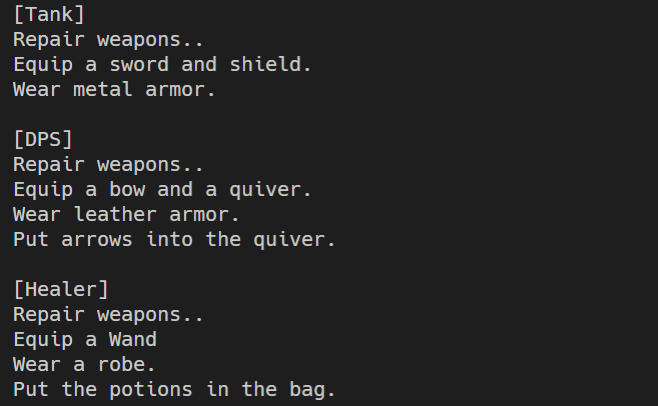 [Tank]
Repair weapons..
Equip a sword and shield.
Wear metal armor.
[DPS]
Repair weapons..
Equip a bow and a quiver.
Wear leather armor.
Put arrows into the quiver.
[Healer]
Repair weapons..
Equip a Wand
Wear a robe.
Put the potions in the bag.